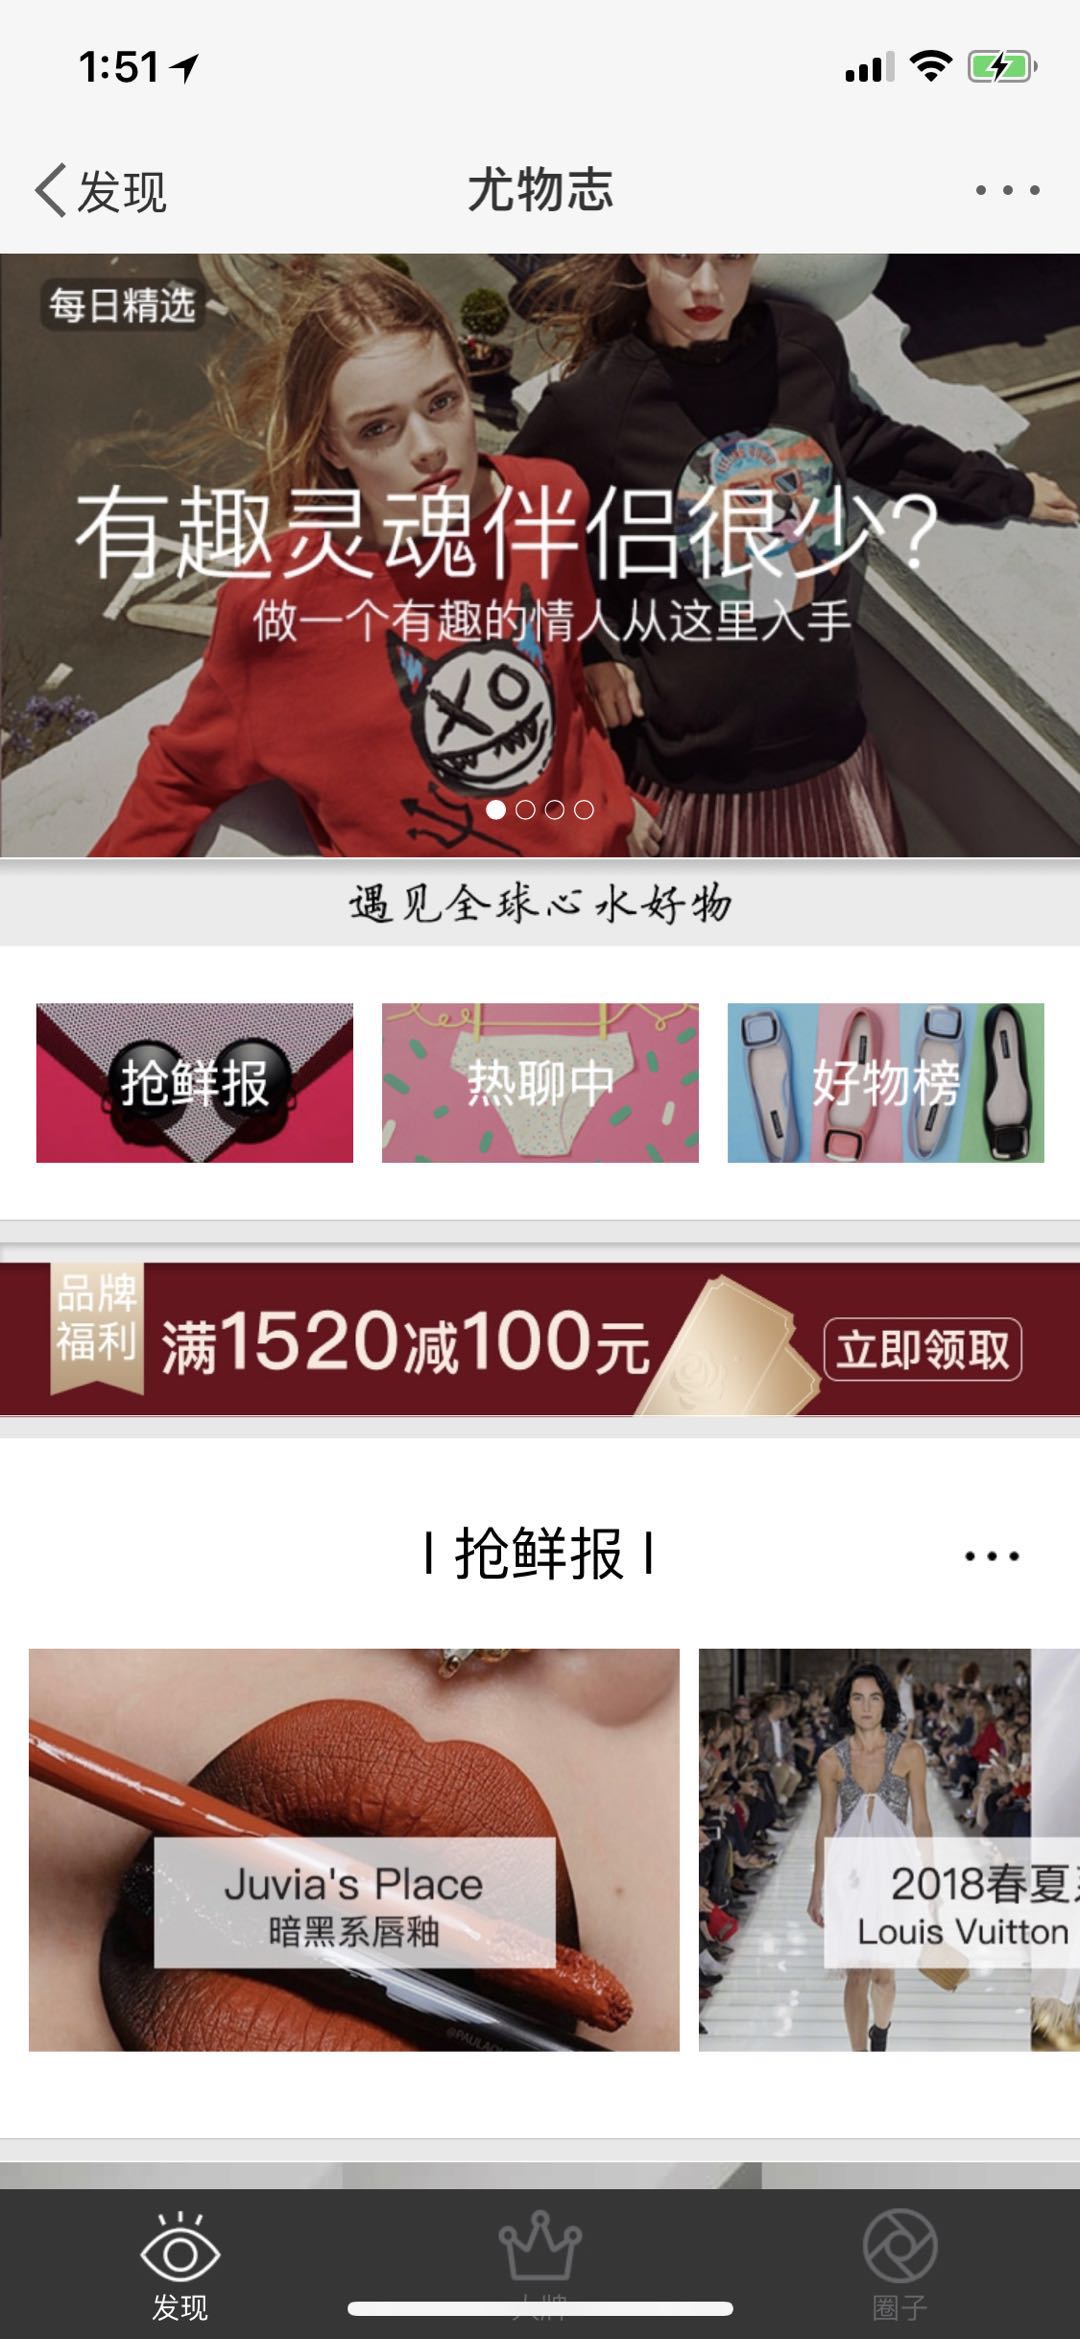 1:51
发现
尤物志
每日精选
有趣灵魂伴侣很少?
做一个有趣的情人从这里入手
XO
遇见全球心水好物
抢鲜报
热聊中
好物榜
品牌
福利
满1520减100元
立即领取
抢鲜报
Juvia's Place
暗黑系唇釉
2018春夏
Louis Vuitton
发现
大牌
圈子